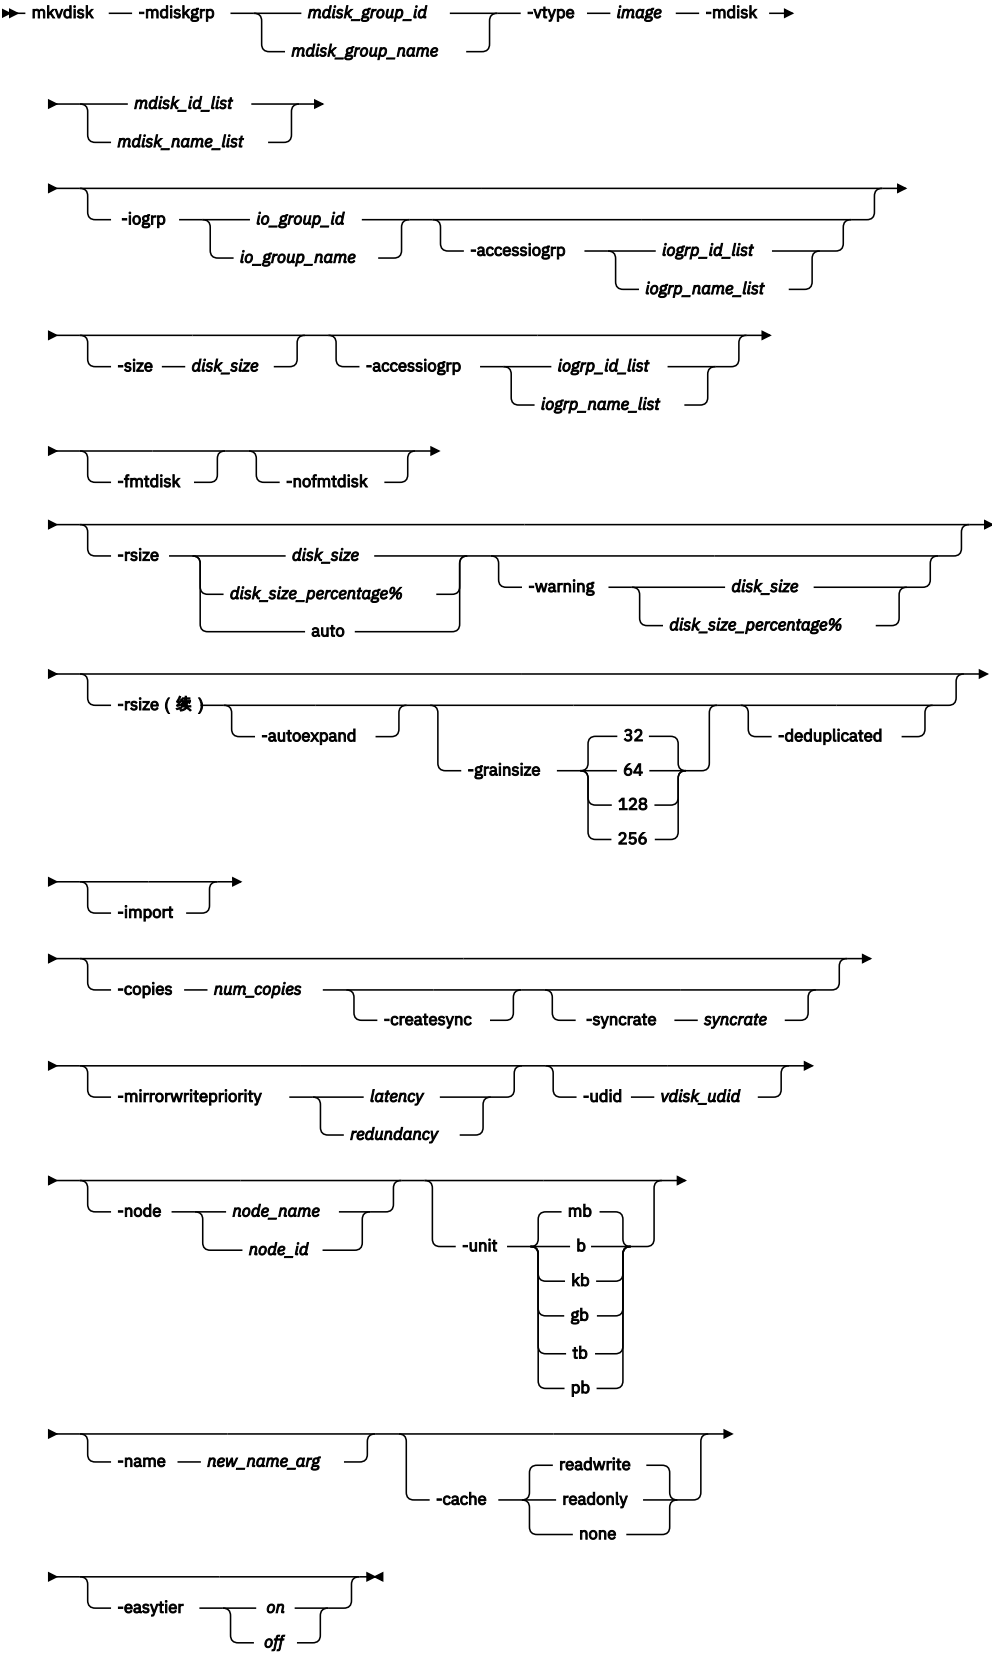 mkvdisk -mdiskgrp mdisk_group_id -vtype image -mdisk
mdisk_group_name
mdisk_id_list
mdisk_name_list
-iogrp io_group_id
io_group_name
-accessiogrp iogrp_id_list
iogrp_name_list
-size disk_size -accessiogrp iogrp_id_list
iogrp_name_list
-fmtdisk -nofmtdisk
-rsize disk_size
disk_size_percentage%
auto
-warning disk_size
disk_size_percentage%
-rsize (续)
-autoexpand
-grainsize
32
64
128
256
-deduplicated
-import
-copies num_copies
-createsync
-syncrate syncrate
-mirrorwritepriority latency
redundancy
-udid vdisk_udid
-node node_name
node_id
-unit
mb
b
kb
gb
tb
pb
-name new_name_arg
-cache
readwrite
readonly
none
-easytier on
off